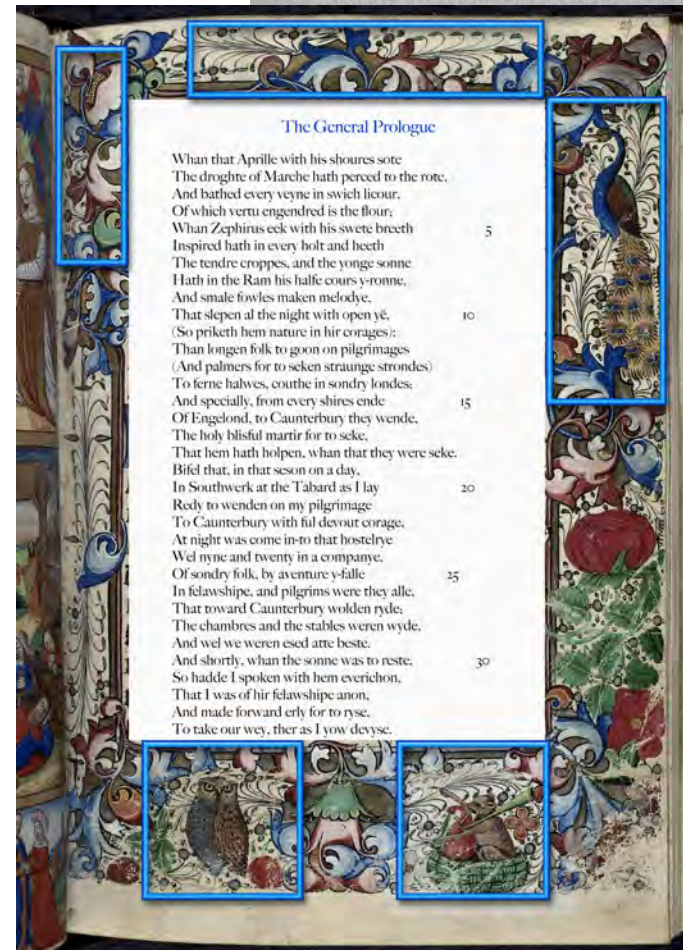 29
The General Prologue
Whan that Aprille with his shoures sote
The droghte of Marche hath perced to the rote,
And bathed every veyne in swich licour,
Of which vertu engendred is the flour;
Whan Zephirus eek with his swete breeth 5
Inspired hath in every holt and heeth
The tendre croppes, and the yonge sonne
Hath in the Ram his halfe cours y-ronne,
And smale fowles maken melodye,
That slepen al the night with open yë, 10
(So priketh hem nature in hir corages):
Than longen folk to goon on pilgrimages
(And palmers for to seken straunge strondes)
To ferne halwes, couthe in sondry londes;
And specially, from every shires ende 15
Of Engelond, to Caunterbury they wende,
The holy blisful martir for to seke,
That hem hath holpen, whan that they were seke.
Bifel that, in that seson on a day,
In Southwerk at the Tabard as I lay 20
Redy to wenden on my pilgrimage
To Caunterbury with ful devout corage,
At night was come in-to that hostelrye
Wel nyne and twenty in a companye,
Of sondry folk, by aventure y-falle 25
In felawshipe, and pilgrims were they alle,
That toward Caunterbury wolden ryde;
The chambres and the stables weren wyde,
And wel we weren esed atte beste.
And shortly, whan the sonne was to reste, 30
So hadde I spoken with hem everichon,
That I was of hir felawshipe anon,
And made forward erly for to ryse,
To take our wey, ther as I yow devyse.